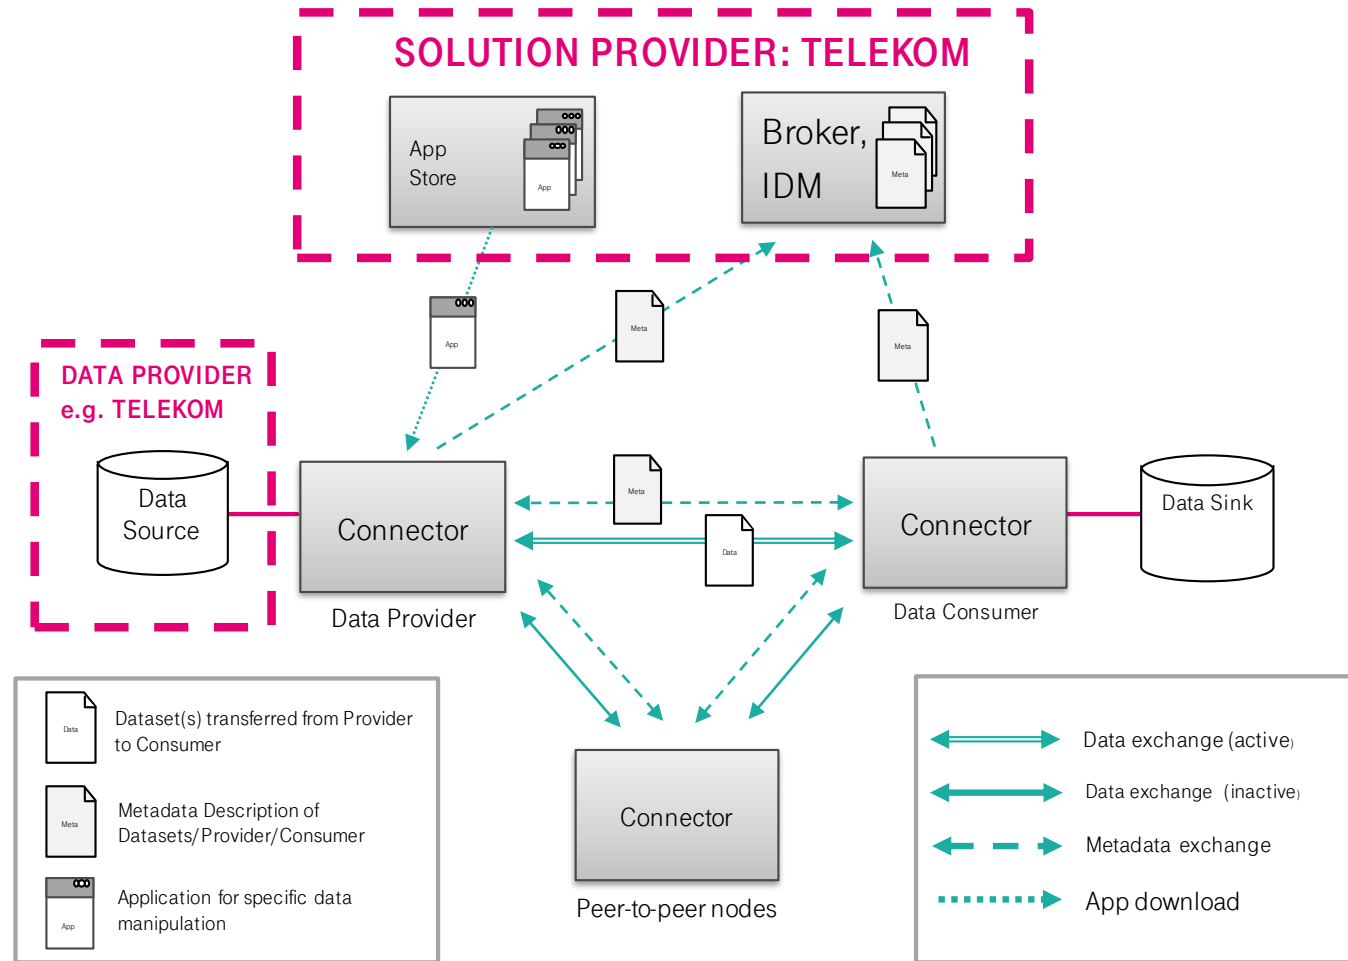 SOLUTION PROVIDER: TELEKOM
App
Store
App
Broker,
IDM
Meta
App
Meta
Meta
DATA PROVIDER
e.g. TELEKOM
Data
Source
Connector
Data Provider
Meta
Data
Connector
Data Consumer
Data Sink
Connector
Peer-to-peer nodes
Data
Dataset(s) transferred from Provider
to Consumer
Meta
Metadata Description of
Datasets/Provider/Consumer
App
Application for specific data
manipulation
Data exchange (active)
Data exchange (inactive)
Metadata exchange
App download